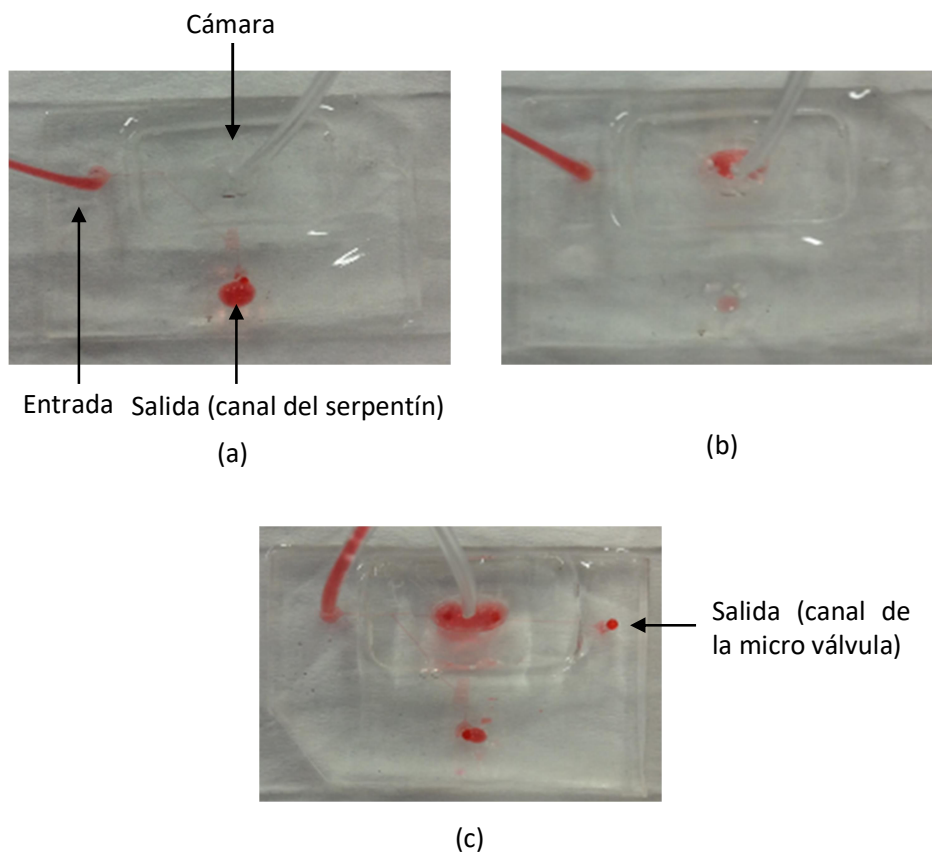 Cámara
Entrada
Salida (canal del serpentín)
(a)
(b)
Salida (canal de
la micro válvula)
(c)